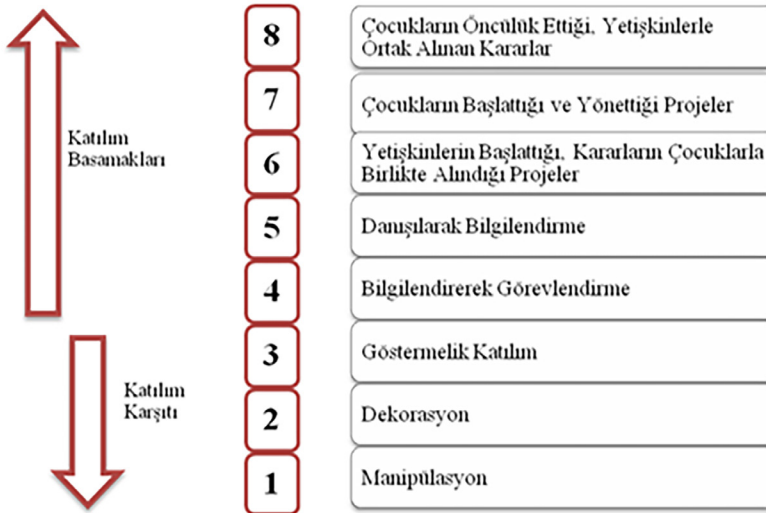 8
Çocukların Öncülük Ettiği, Yetişkinlerle
Ortak Alınan Kararlar
7
Çocukların Başlattığı ve Yönettiği Projeler
Katılım
Basamakları
6
Yetişkinlerin Başlattığı, Kararların Çocuklarla
Birlikte Alındığı Projeler
5
Danışılarak Bilgilendirme
4
Bilgilendirerek Görevlendirme
3
Göstermelik Katılım
Katılım
Karşıtı
2
Dekorasyon
1
Manipülasyon